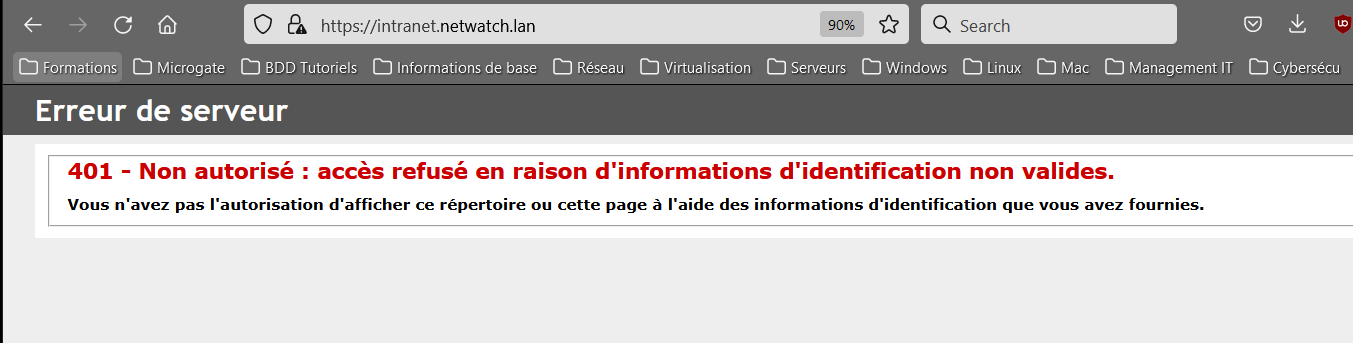 https://intranet.netwatch.lan 90% Search
Formations Microgate BDD Tutoriels Informations de base Réseau Virtualisation Serveurs Windows Linux Mac Management IT Cybersécu
Erreur de serveur
401 - Non autorisé : accès refusé en raison d'informations d'identification non valides.
Vous n'avez pas l'autorisation d'afficher ce répertoire ou cette page à l'aide des informations d'identification que vous avez fournies.